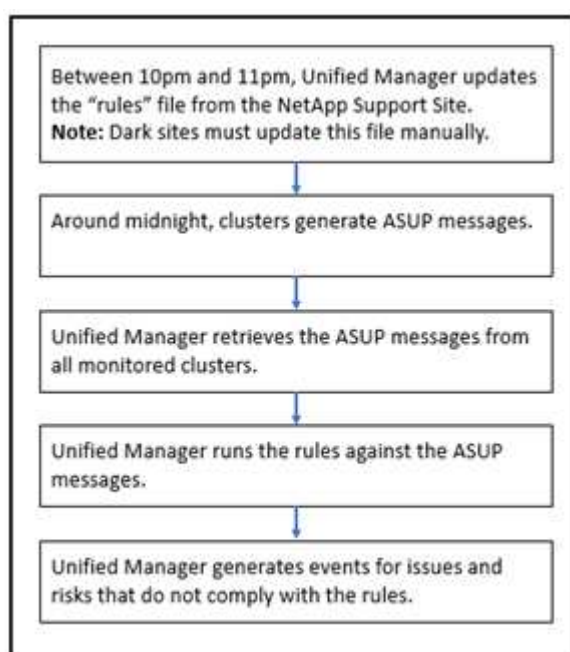 Between 10pm and 11pm, Unified Manager updates
the “rules” file from the NetApp Support Site.
Note: Dark sites must update this file manually.
Around midnight, clusters generate ASUP messages.
Unified Manager retrieves the ASUP messages from
all monitored clusters.
Unified Manager runs the rules against the ASUP
messages.
Unified Manager generates events for issues and
risks that do not comply with the rules.